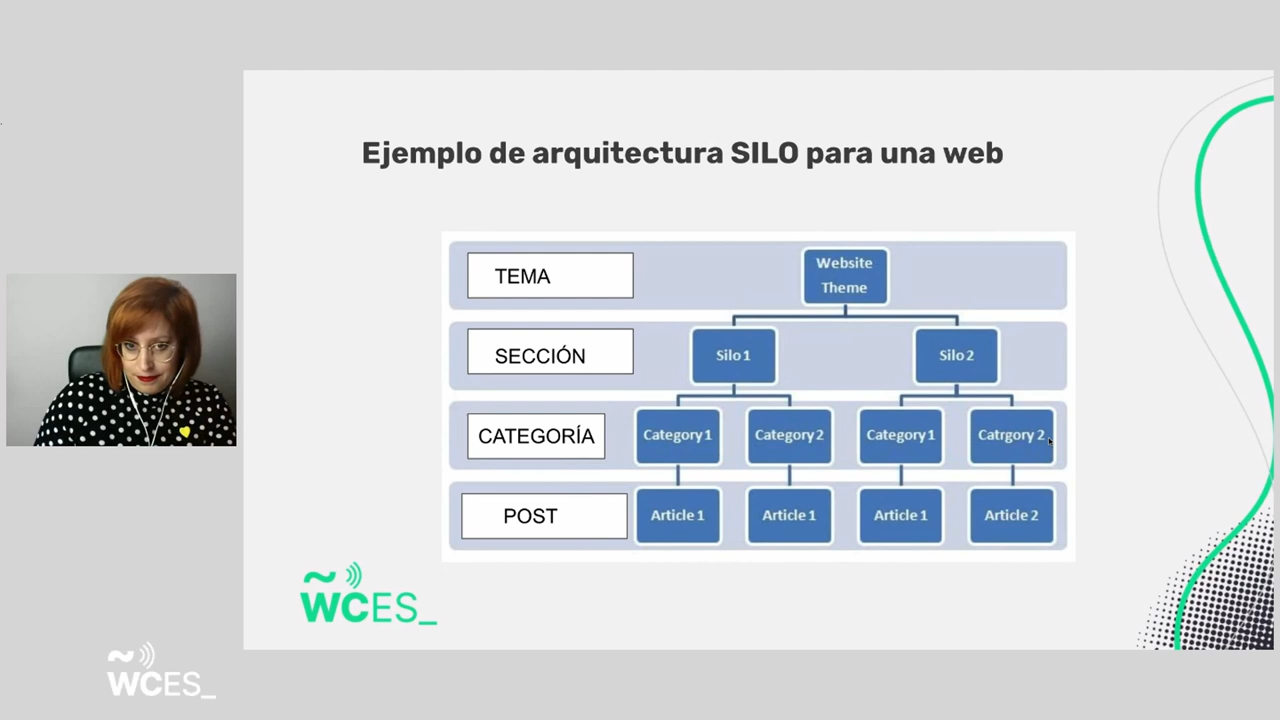 Ejemplo de arquitectura SILO para una web
TEMA
Website
Theme
SECCIÓN
Silo 1
Silo 2
CATEGORÍA
Category 1
Category 2
Category 1
Catrgory 2
POST
Article 1
Article 1
Article 1
Article 2
WCES_
WCES_